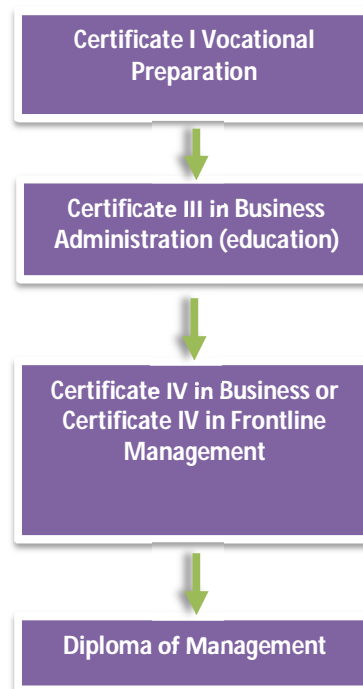 Certificate I Vocational
Preparation
Certificate III in Business
Administration (education)
Certificate IV in Business or
Certificate IV in Frontline
Management
Diploma of Management